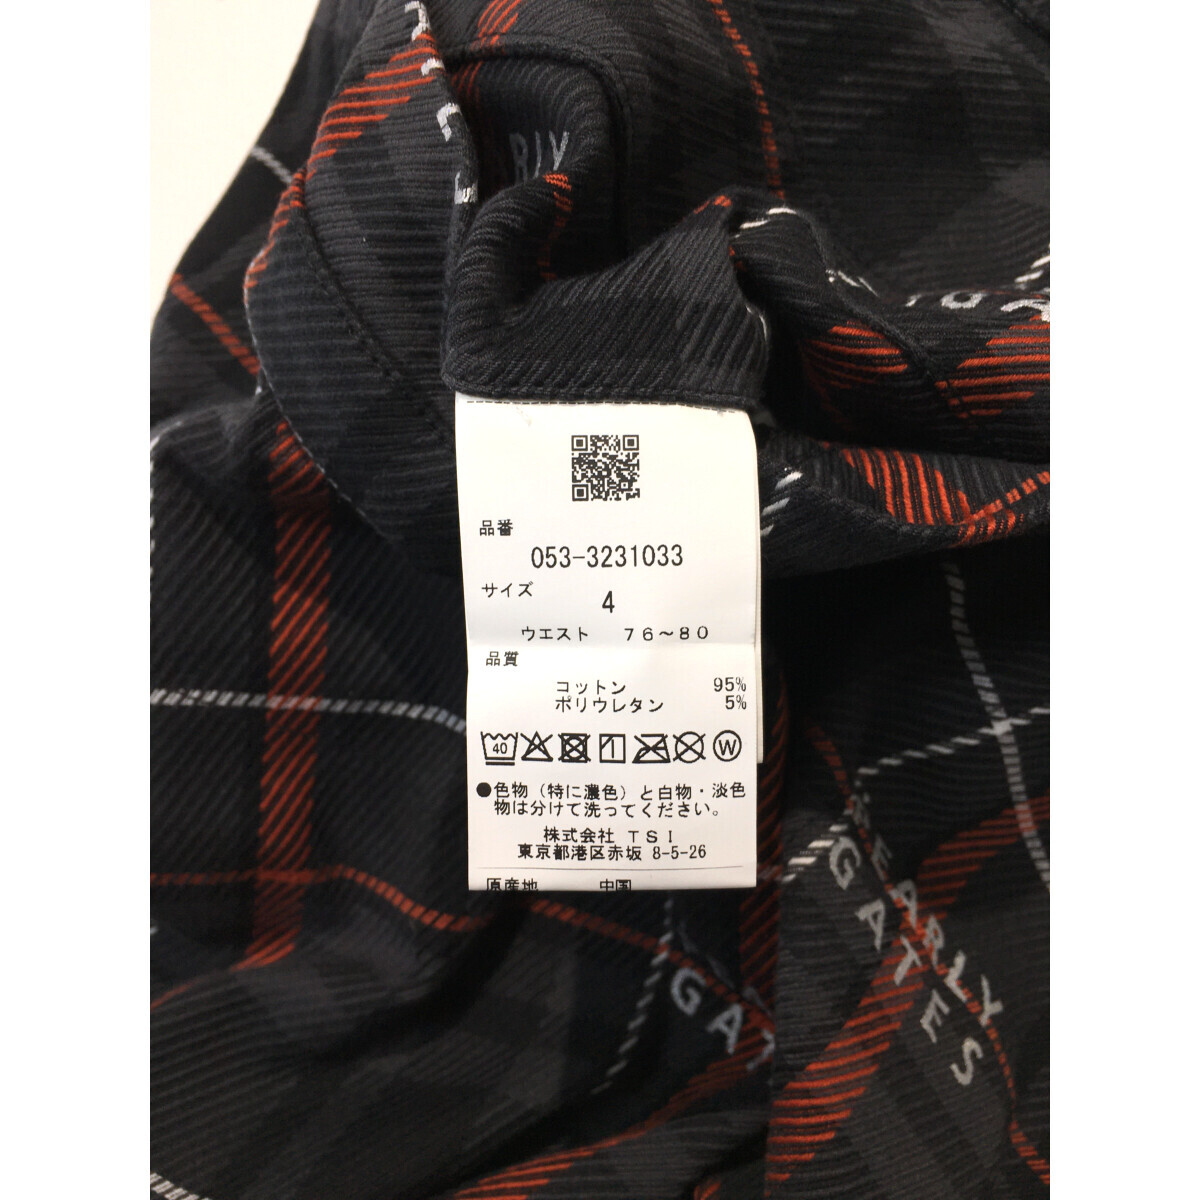 RIV
品番
053-3231033
サイズ
4
ウエスト 76～80
品質
コットン 95%
ポリウレタン 5%
40
W
●色物（特に濃色）と白物・淡色
物は分けて洗ってください。
株式会社 TSI
東京都港区赤坂 8-5-26
原産地 中国
PEARLY
GATES
GAT